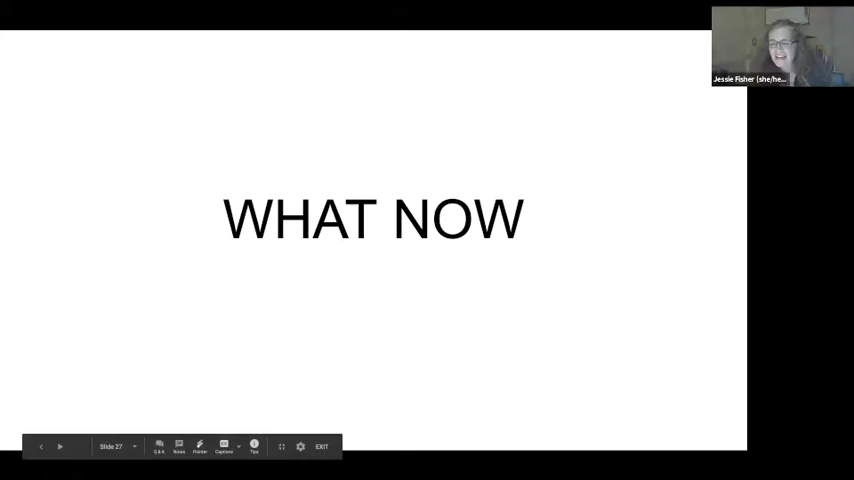 Jessie Fisher (she/he...
WHAT NOW
Slide 27
Q & A
Notes
Pointer
Captions
Tips
EXIT